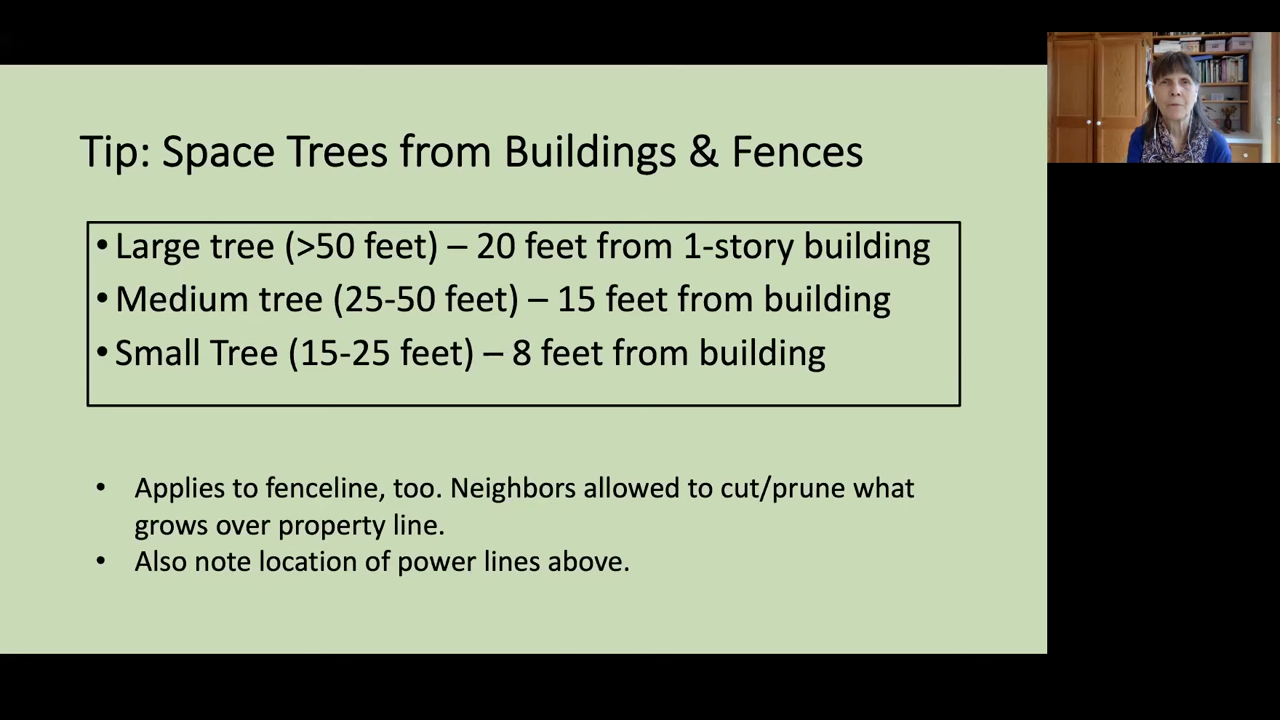 Tip: Space Trees from Buildings & Fences
• Large tree (>50 feet) – 20 feet from 1-story building
• Medium tree (25-50 feet) – 15 feet from building
• Small Tree (15-25 feet) – 8 feet from building
• Applies to fenceline, too. Neighbors allowed to cut/prune what
grows over property line.
• Also note location of power lines above.